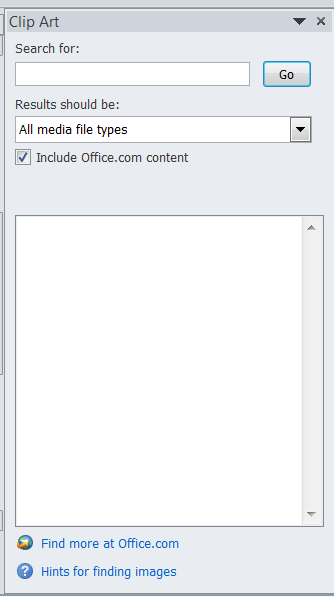 Clip Art
Search for:
Go
Results should be:
All media file types
Include Office.com content
Find more at Office.com
Hints for finding images